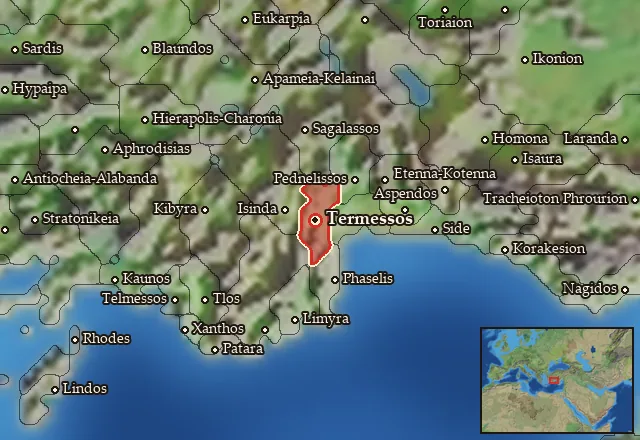 Eukarpia
Toriaion
Sardis
Blaundos
Ikonion
Hypaipa
Apameia-Kelainai
Hierapolis-Charonia
Sagalassos
Homona
Laranda
Aphrodisias
Isaura
Antiocheia-Alabanda
Pednelissos
Etenna-Kotenna
Aspendos
Tracheioton Phrourion
Kibyra
Isinda
Stratonikeia
Termessos
Side
Korakesion
Kaunos
Phaselis
Nagidos
Telmessos
Tlos
Limyra
Xanthos
Rhodes
Patara
Lindos